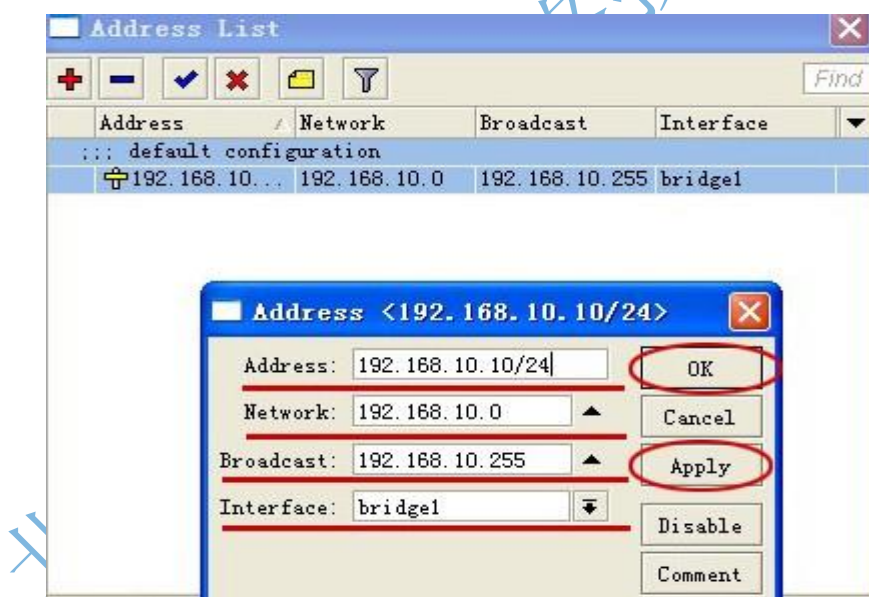 Address List
Find
Address Network Broadcast Interface
;;; default configuration
192.168.10... 192.168.10.0 192.168.10.255 bridge1
Address <192.168.10.10/24>
Address: 192.168.10.10/24 OK
Network: 192.168.10.0 Cancel
Broadcast: 192.168.10.255 Apply
Interface: bridge1
Disable
Comment